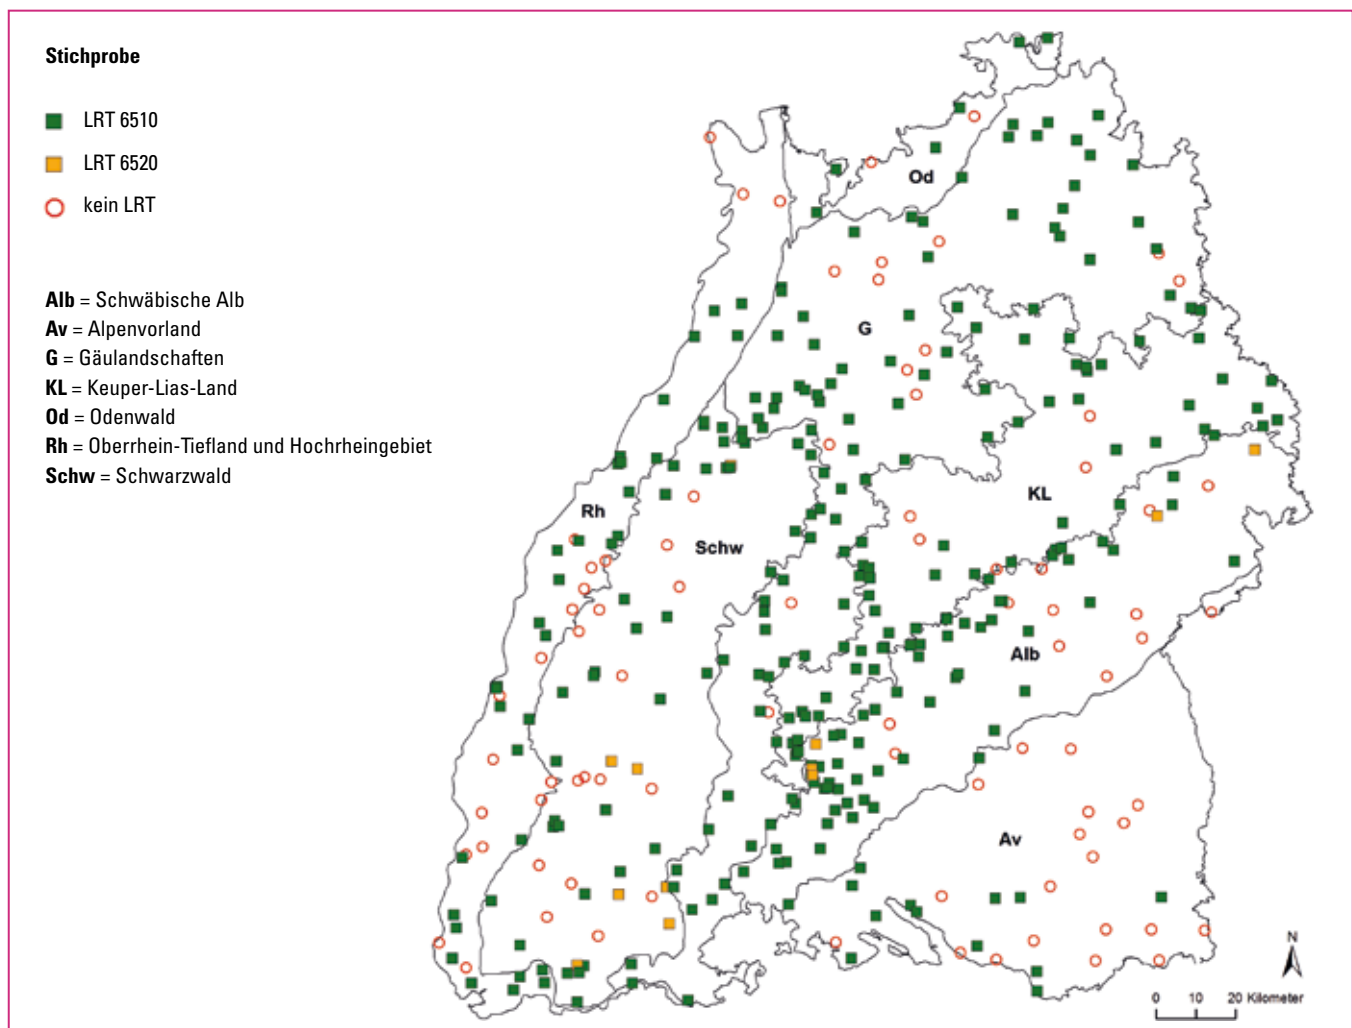 Stichprobe
LRT 6510
LRT 6520
kein LRT
Alb = Schwäbische Alb
Av = Alpenvorland
G = Gäulandschaften
KL = Keuper-Lias-Land
Od = Odenwald
Rh = Oberrhein-Tiefland und Hochrheingebiet
Schw = Schwarzwald
Od
G
KL
Rh
Schw
Alb
Av
N
0 10 20 Kilometer